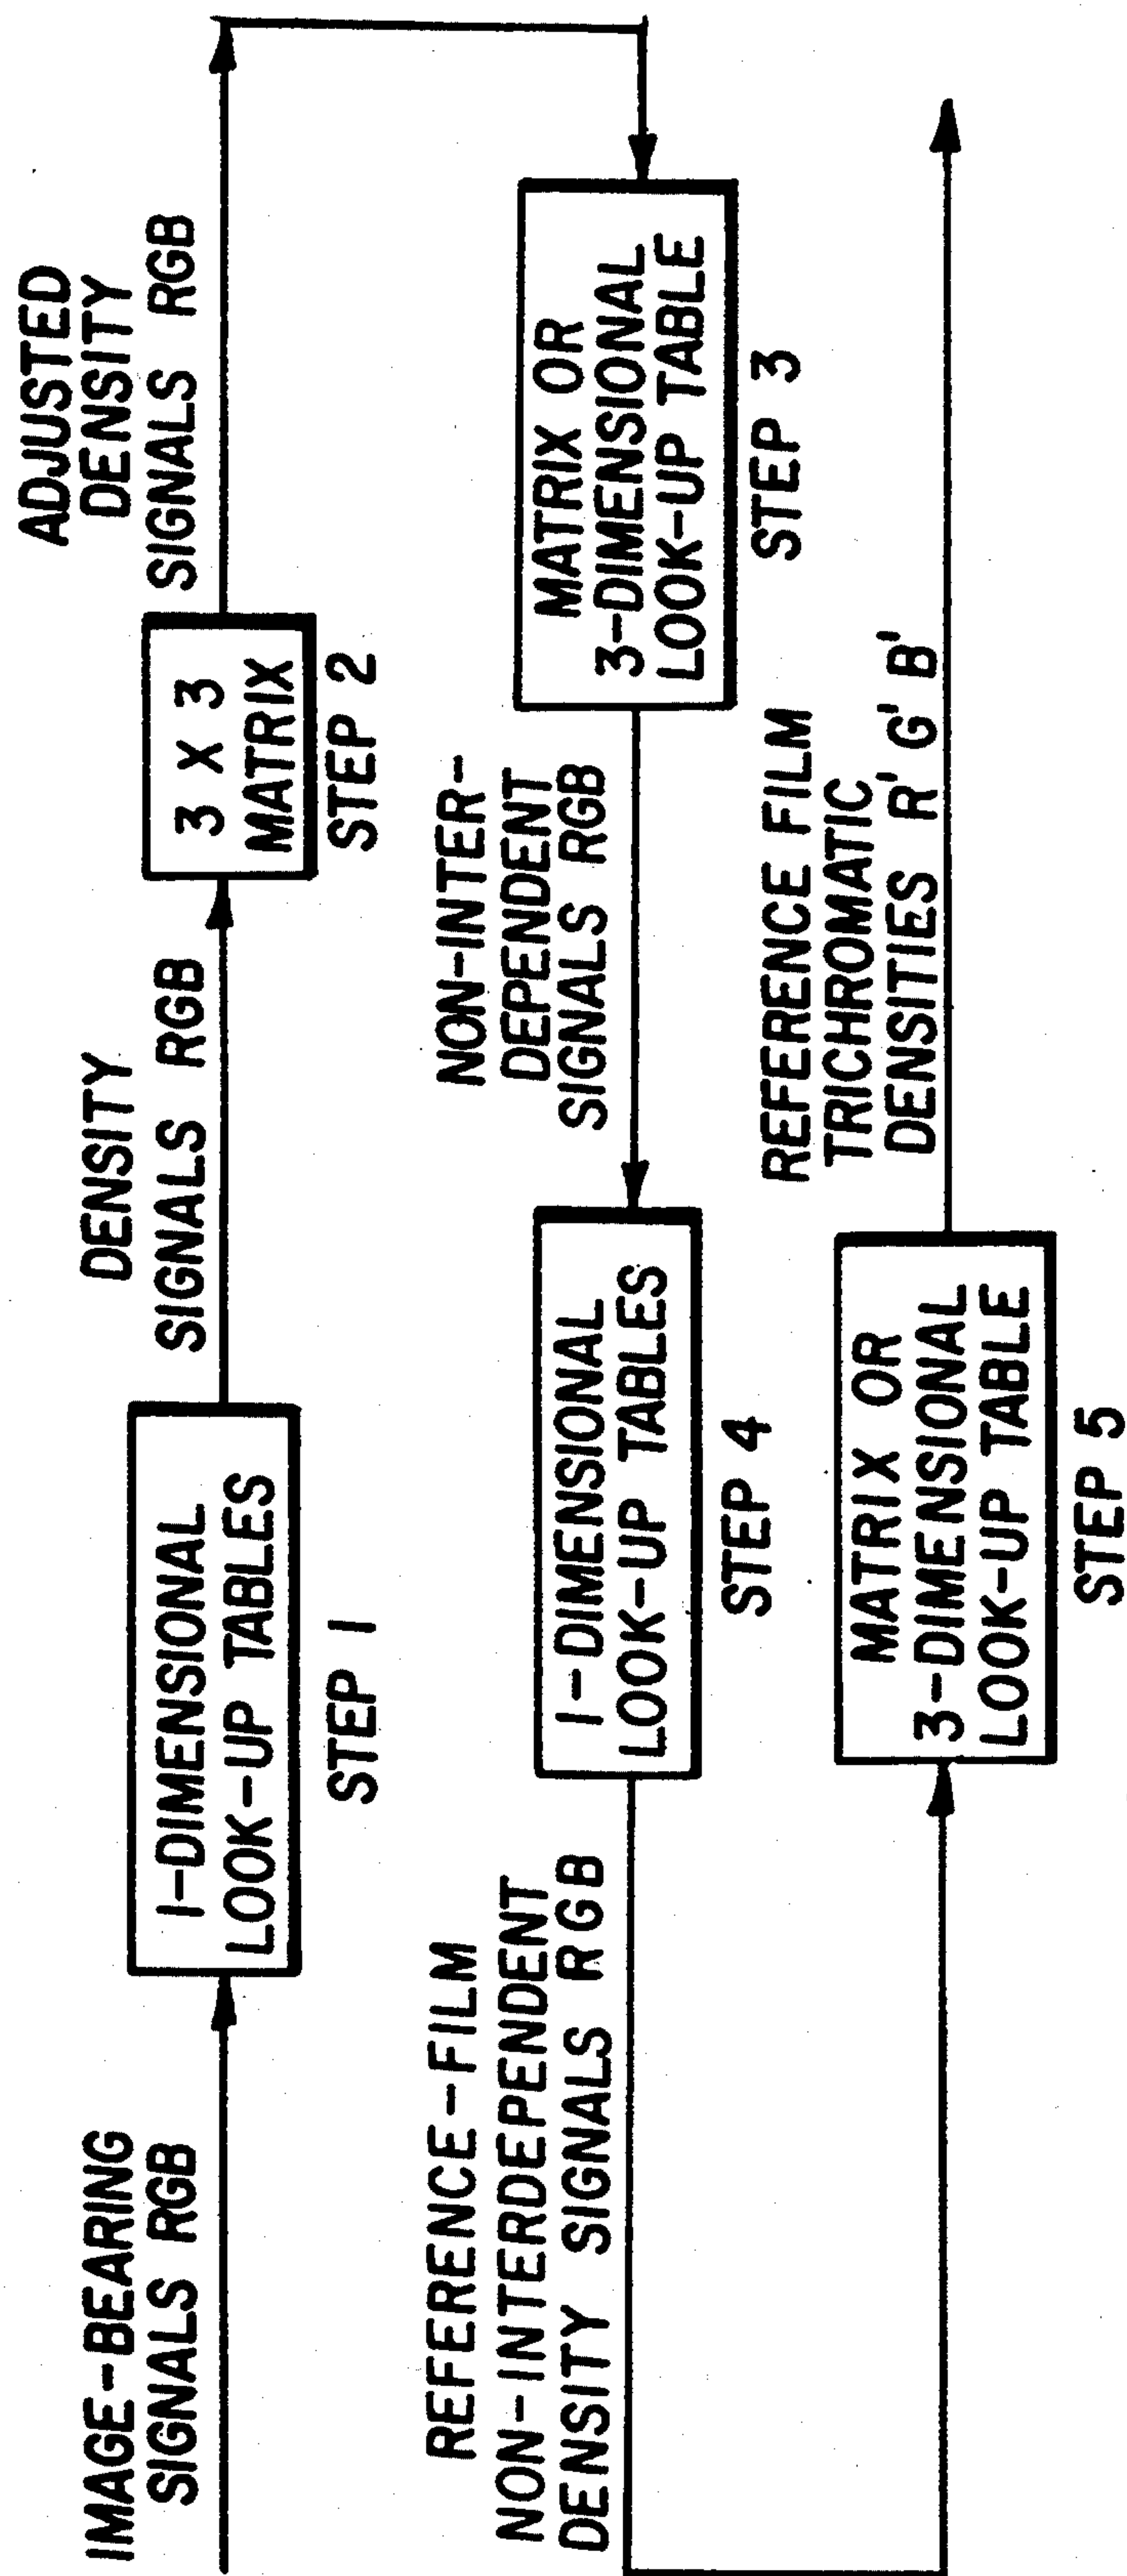 IMAGE-BEARING
SIGNALS RGB
1-DIMENSIONAL
LOOK-UP TABLES
STEP 1
DENSITY
SIGNALS RGB
3 X 3
MATRIX
STEP 2
ADJUSTED
DENSITY
SIGNALS RGB
MATRIX OR
3-DIMENSIONAL
LOOK-UP TABLE
STEP 3
NON-INTER-
DEPENDENT
SIGNALS RGB
1-DIMENSIONAL
LOOK-UP TABLES
STEP 4
REFERENCE-FILM
NON-INTERDEPENDENT
DENSITY SIGNALS RGB
MATRIX OR
3-DIMENSIONAL
LOOK-UP TABLE
STEP 5
REFERENCE FILM
TRICHROMATIC
DENSITIES R' G' B'